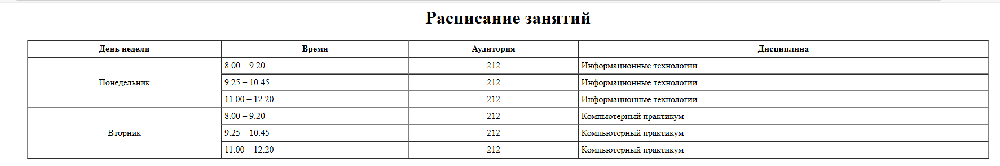 Расписание занятий
День недели Время Аудитория Дисциплина
Понедельник 8.00 – 9.20 212 Информационные технологии
9.25 – 10.45 212 Информационные технологии
11.00 – 12.20 212 Информационные технологии
Вторник 8.00 – 9.20 212 Компьютерный практикум
9.25 – 10.45 212 Компьютерный практикум
11.00 – 12.20 212 Компьютерный практикум